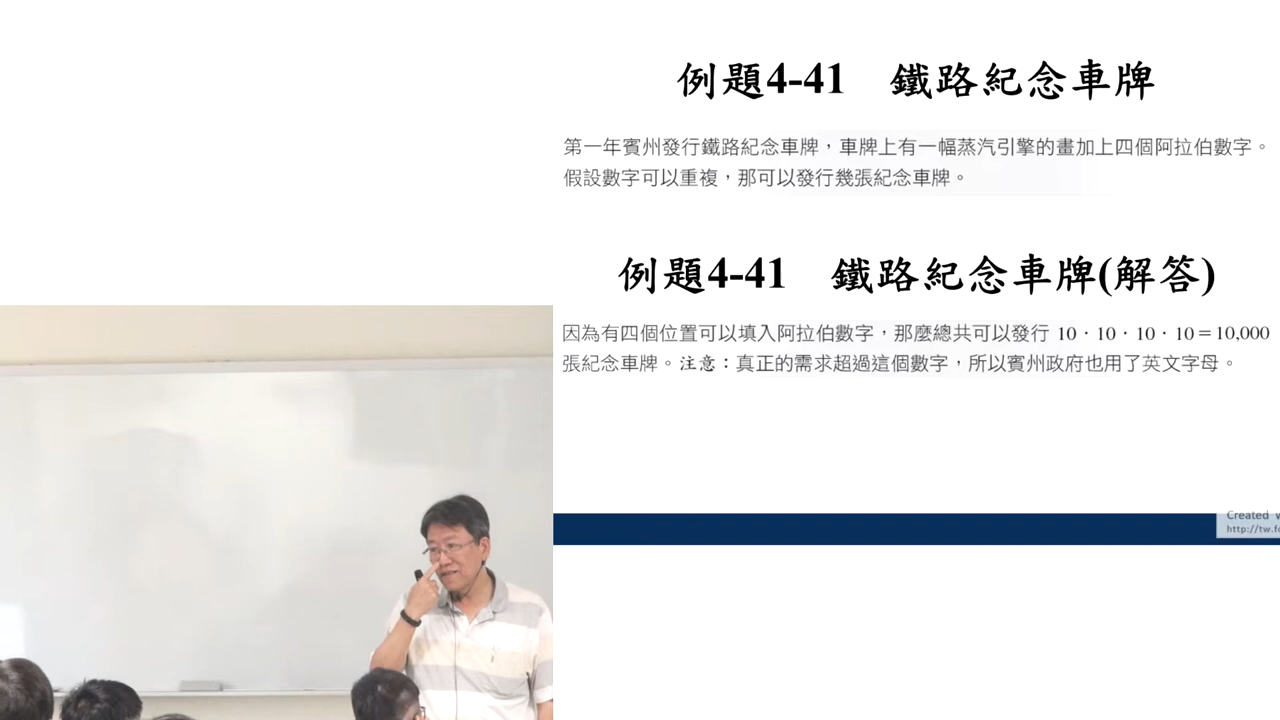 例題4-41 鐵路紀念車牌
第一年賓州發行鐵路紀念車牌，車牌上有一幅蒸汽引擎的畫加上四個阿拉伯數字。
假設數字可以重複，那可以發行幾張紀念車牌。
例題4-41 鐵路紀念車牌(解答)
因為有四個位置可以填入阿拉伯數字，那麼總共可以發行 10 · 10 · 10 · 10 = 10,000
張紀念車牌。注意：真正的需求超過這個數字，所以賓州政府也用了英文字母。
Created
http://tw.f